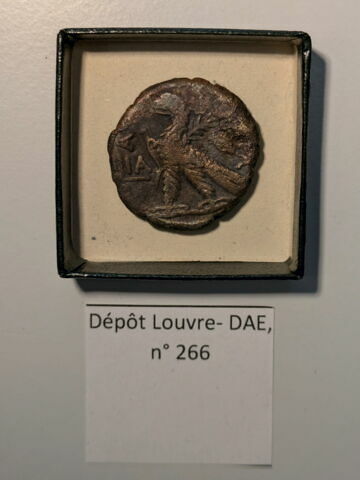 Dépôt Louvre- DAE,
n° 266